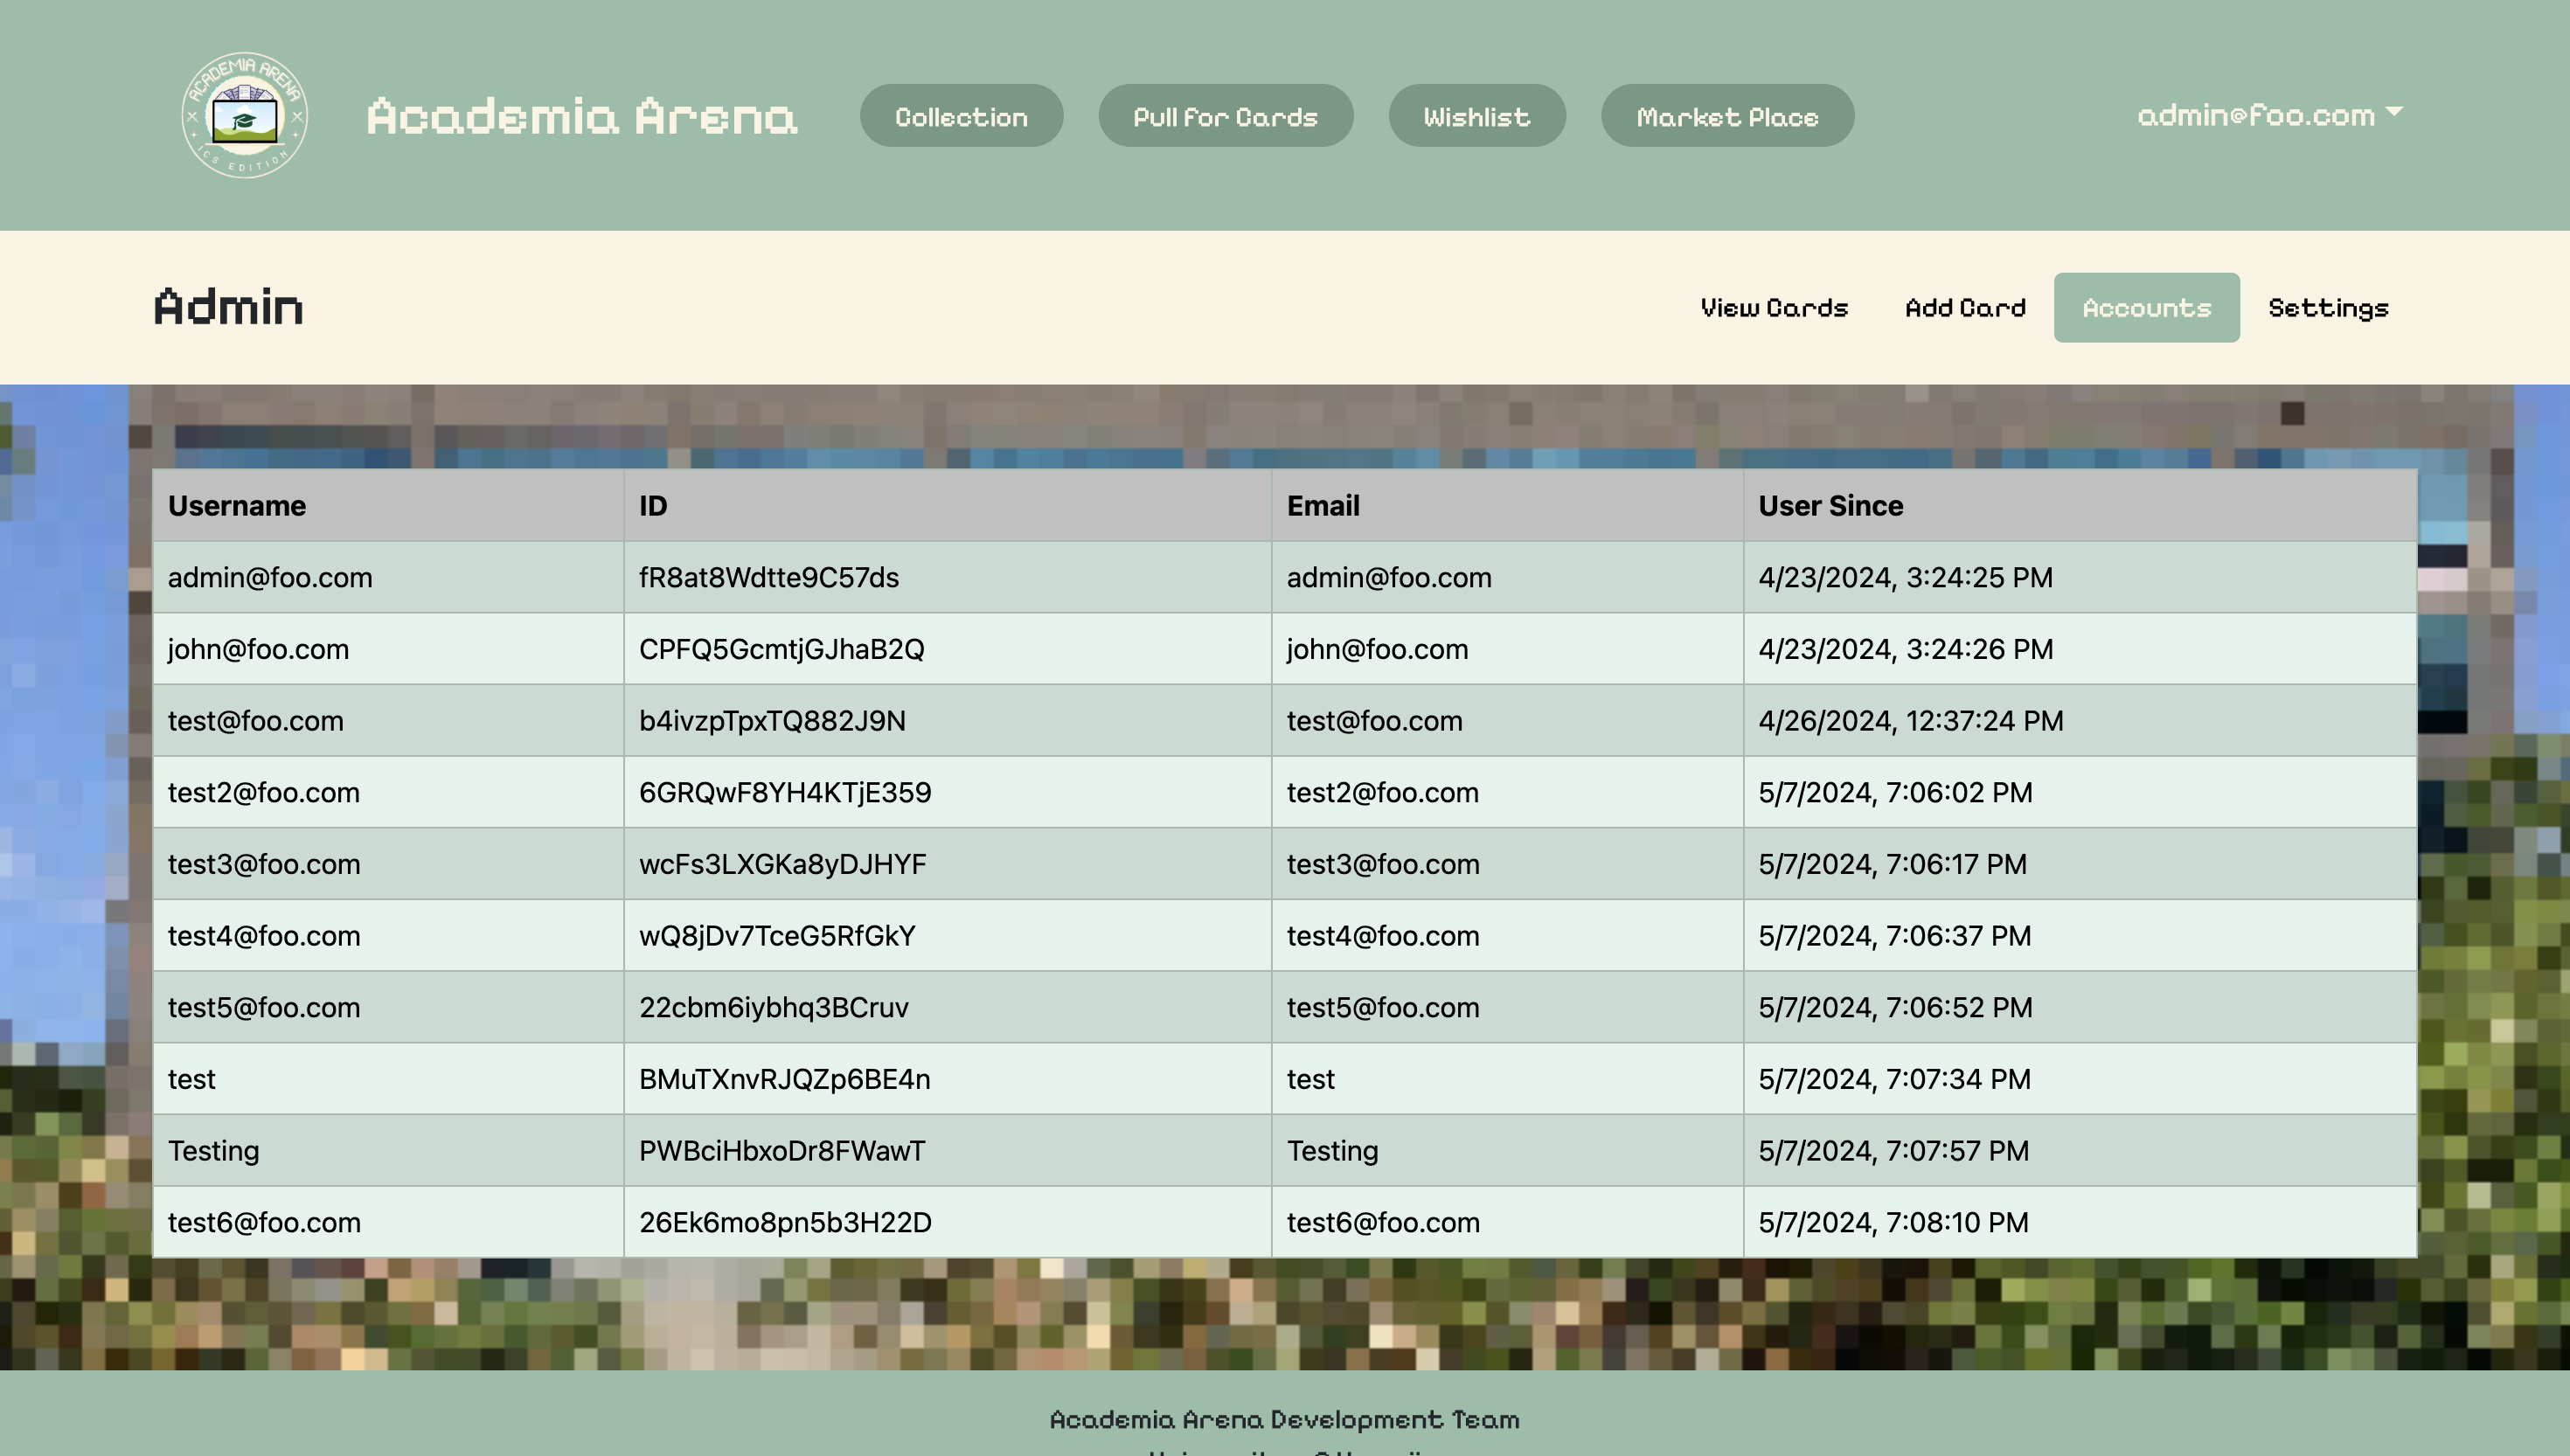 ACADEMIA ARENA
ICS EDITION
Academia Arena
Collection
Pull For Cards
Wishlist
Market Place
admin@foo.com
Admin
View Cards
Add Card
Accounts
Settings
Username ID Email User Since
admin@foo.com fR8at8Wdtte9C57ds admin@foo.com 4/23/2024, 3:24:25 PM
john@foo.com CPFQ5GcmtjGJhaB2Q john@foo.com 4/23/2024, 3:24:26 PM
test@foo.com b4ivzpTpxTQ882J9N test@foo.com 4/26/2024, 12:37:24 PM
test2@foo.com 6GRQwF8YH4KTjE359 test2@foo.com 5/7/2024, 7:06:02 PM
test3@foo.com wcFs3LXGKa8yDJHYF test3@foo.com 5/7/2024, 7:06:17 PM
test4@foo.com wQ8jDv7TceG5RfGkY test4@foo.com 5/7/2024, 7:06:37 PM
test5@foo.com 22cbm6iybhq3BCruv test5@foo.com 5/7/2024, 7:06:52 PM
test BMuTXnvRJQZp6BE4n test 5/7/2024, 7:07:34 PM
Testing PWBciHbxoDr8FWawT Testing 5/7/2024, 7:07:57 PM
test6@foo.com 26Ek6mo8pn5b3H22D test6@foo.com 5/7/2024, 7:08:10 PM
Academia Arena Development Team